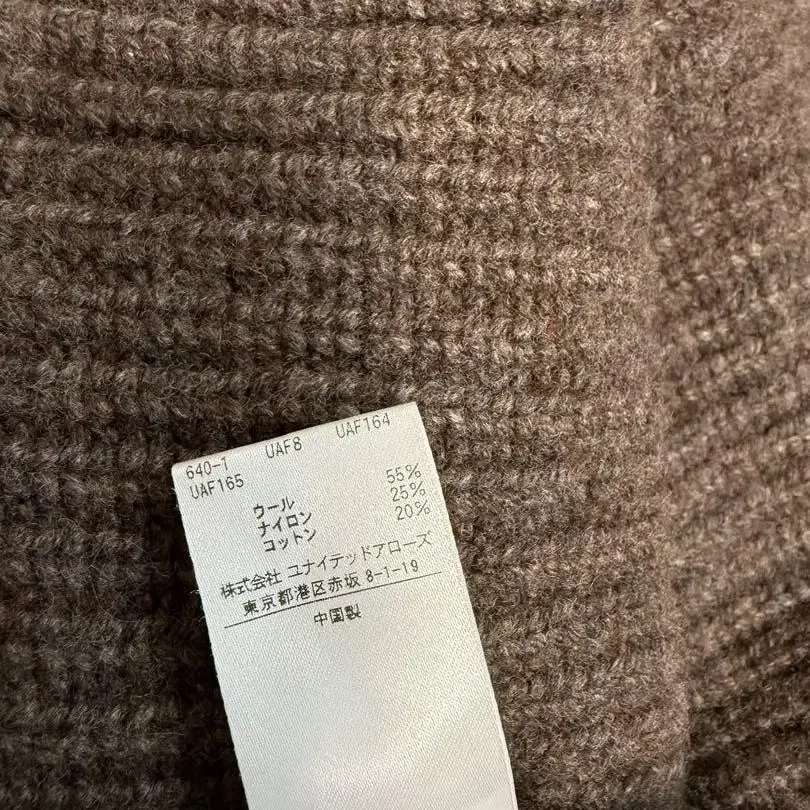 640-1 UAF8 UAF164
UAF165
ウール 55%
ナイロン 25%
コットン 20%
株式会社 ユナイテッドアローズ
東京都港区赤坂 8-1-19
中国製